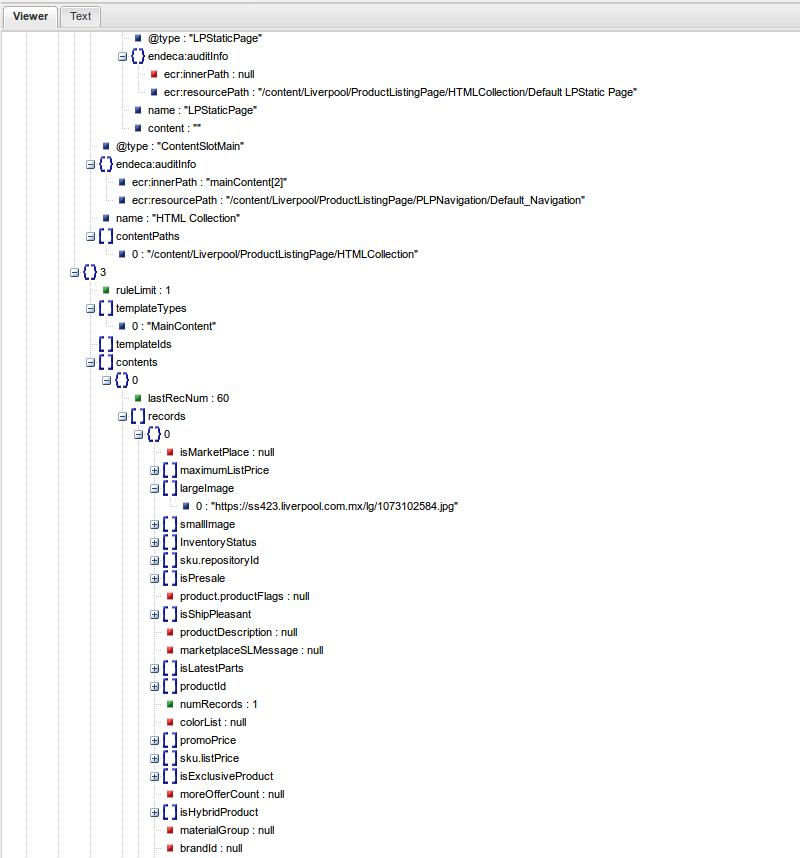 Viewer Text
@type : "LPStaticPage"
endeca:auditInfo
ecr:innerPath : null
ecr:resourcePath : "/content/Liverpool/ProductListingPage/HTMLCollection/Default LPStatic Page"
name : "LPStaticPage"
content : ""
@type : "ContentSlotMain"
endeca:auditInfo
ecr:innerPath : "mainContent[2]"
ecr:resourcePath : "/content/Liverpool/ProductListingPage/PLPNavigation/Default_Navigation"
name : "HTML Collection"
contentPaths
0 : "/content/Liverpool/ProductListingPage/HTMLCollection"
3
ruleLimit : 1
templateTypes
0 : "MainContent"
templateIds
contents
0
lastRecNum : 60
records
0
isMarketPlace : null
maximumListPrice
largeImage
0 : "https://ss423.liverpool.com.mx/lg/1073102584.jpg"
smallImage
InventoryStatus
sku.repositoryId
isPresale
product.productFlags : null
isShipPleasant
productDescription : null
marketplaceSLMessage : null
isLatestParts
productId
numRecords : 1
colorList : null
promoPrice
sku.listPrice
isExclusiveProduct
moreOfferCount : null
isHybridProduct
materialGroup : null
brandId : null